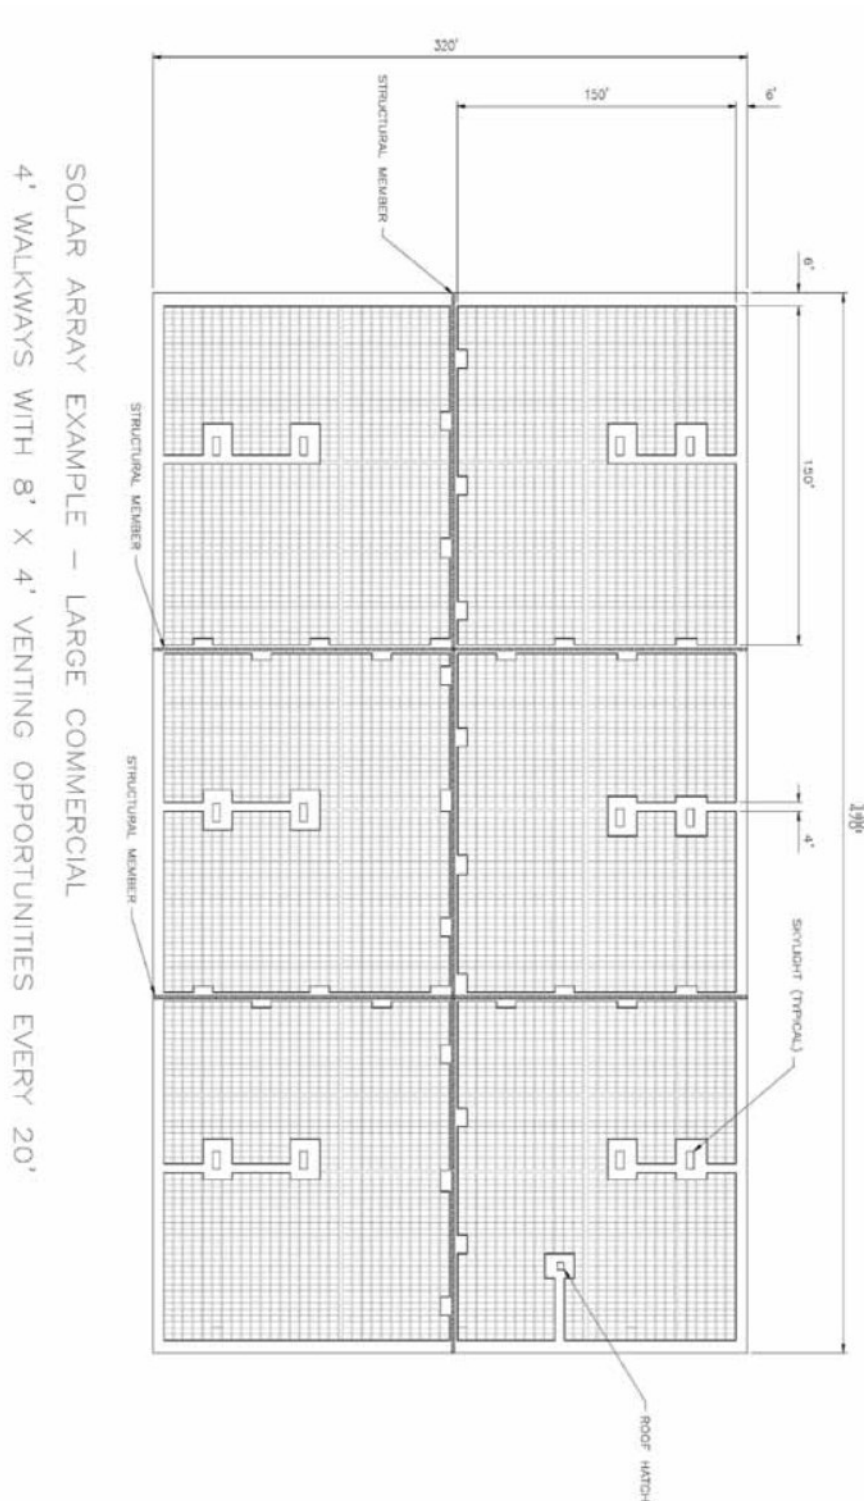 320'
150'
6'
STRUCTURAL MEMBER
6'
150'
STRUCTURAL MEMBER
4'
STRUCTURAL MEMBER
SKYLIGHT (TYPICAL)
ROOF HATCH
SOLAR ARRAY EXAMPLE – LARGE COMMERCIAL
4' WALKWAYS WITH 8' X 4' VENTING OPPORTUNITIES EVERY 20'